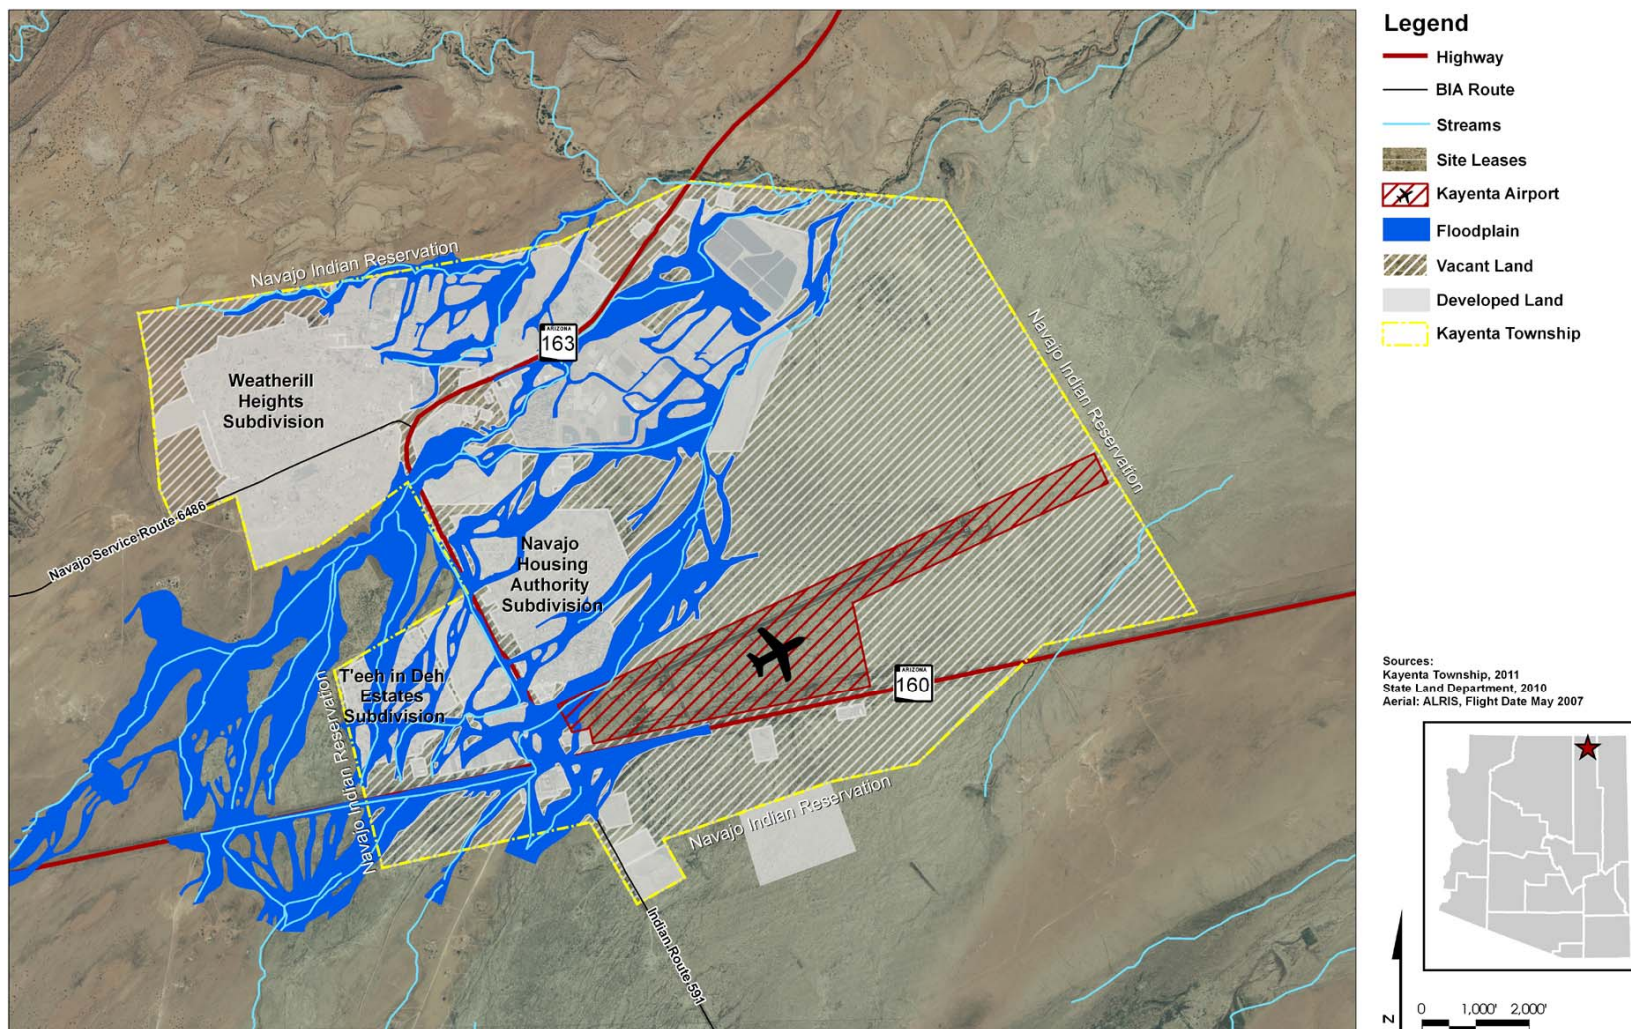 Legend
Highway
BIA Route
Streams
Site Leases
Kayenta Airport
Floodplain
Vacant Land
Developed Land
Kayenta Township
Navajo Indian Reservation
ARIZONA
163
Weatherill
Heights
Subdivision
Navajo Indian Reservation
Navajo Service Route 6486
Navajo
Housing
Authority
Subdivision
T'eeh in Deh
Estates
Subdivision
Navajo Indian Reservation
ARIZONA
160
Navajo Indian Reservation
Indian Route 591
Sources:
Kayenta Township, 2011
State Land Department, 2010
Aerial: ALRIS, Flight Date May 2007
N
0 1,000' 2,000'